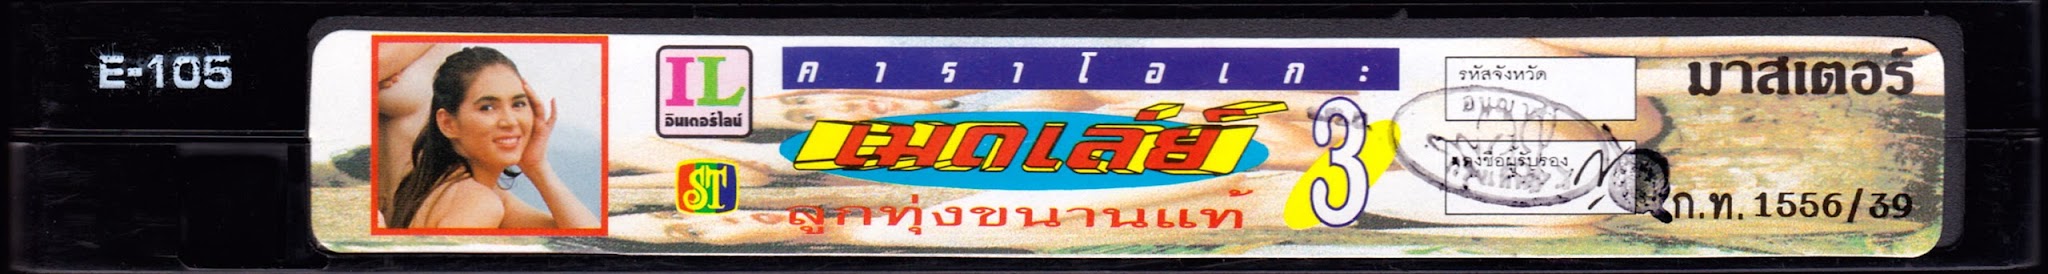 E-105
IL
อินเตอร์ไลน์
ST
คาราโอเกะ
เมดเล่ย์ 3
ลูกทุ่งขนานแท้
รหัสจังหวัด
ลงชื่อผู้รับรอง
มาสเตอร์
ก.ท. 1556/39